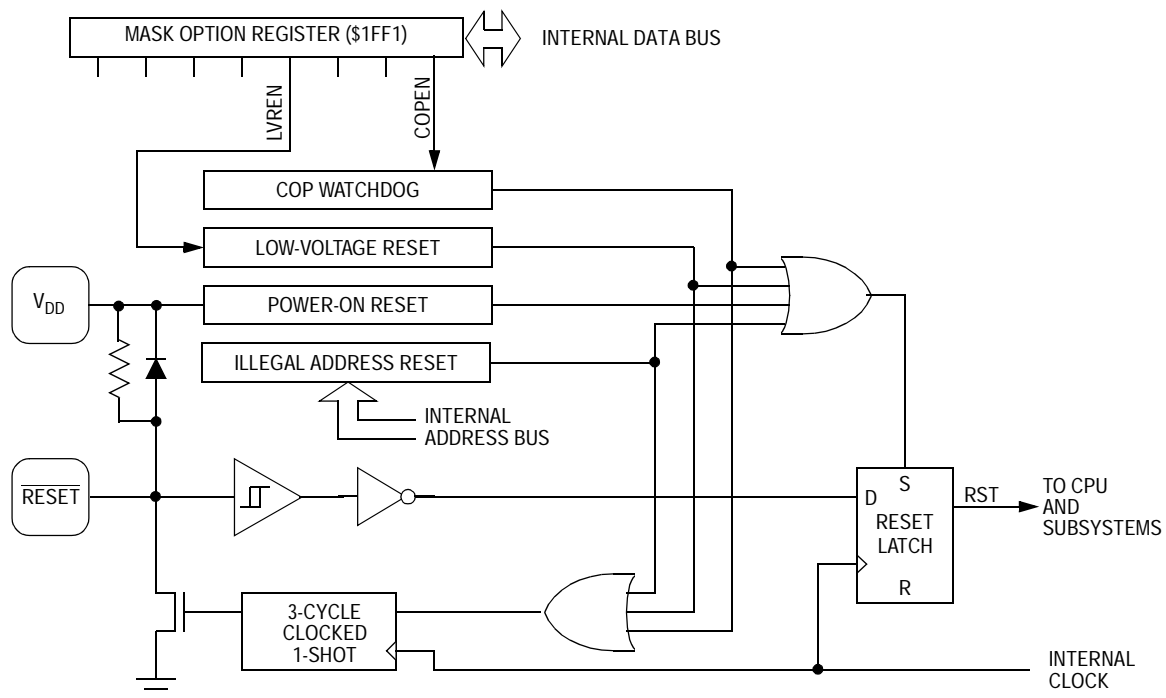 MASK OPTION REGISTER ($1FF1)
INTERNAL DATA BUS
LVREN
COPEN
COP WATCHDOG
LOW-VOLTAGE RESET
VDD
POWER-ON RESET
ILLEGAL ADDRESS RESET
INTERNAL
ADDRESS BUS
RESET
D
S
RESET
LATCH
R
RST
TO CPU
AND
SUBSYSTEMS
3-CYCLE
CLOCKED
1-SHOT
INTERNAL
CLOCK